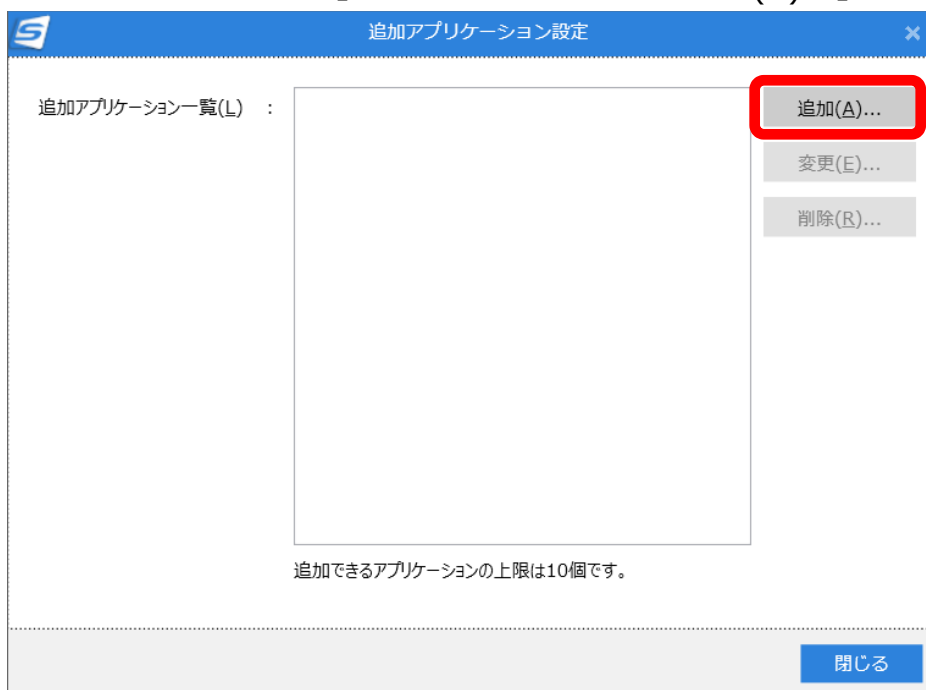 追加アプリケーション設定
追加アプリケーション一覧(L) :
追加(A)...
変更(E)...
削除(R)...
追加できるアプリケーションの上限は10個です。
閉じる